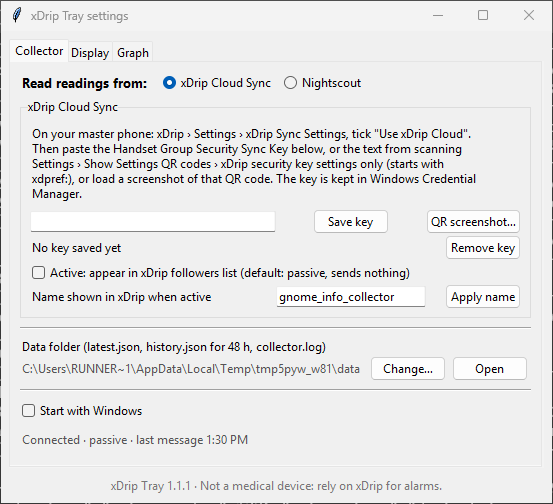 xDrip Tray settings
Collector Display Graph
Read readings from: xDrip Cloud Sync Nightscout
xDrip Cloud Sync
On your master phone: xDrip › Settings › xDrip Sync Settings, tick "Use xDrip Cloud".
Then paste the Handset Group Security Sync Key below, or the text from scanning
Settings › Show Settings QR codes › xDrip security key settings only (starts with
xdpref:), or load a screenshot of that QR code. The key is kept in Windows Credential
Manager.
Save key QR screenshot...
No key saved yet Remove key
Active: appear in xDrip followers list (default: passive, sends nothing)
Name shown in xDrip when active gnome_info_collector Apply name
Data folder (latest.json, history.json for 48 h, collector.log)
C:\Users\RUNNER~1\AppData\Local\Temp\tmp5pyw_w81\data Change... Open
Start with Windows
Connected · passive · last message 1:30 PM
xDrip Tray 1.1.1 · Not a medical device: rely on xDrip for alarms.